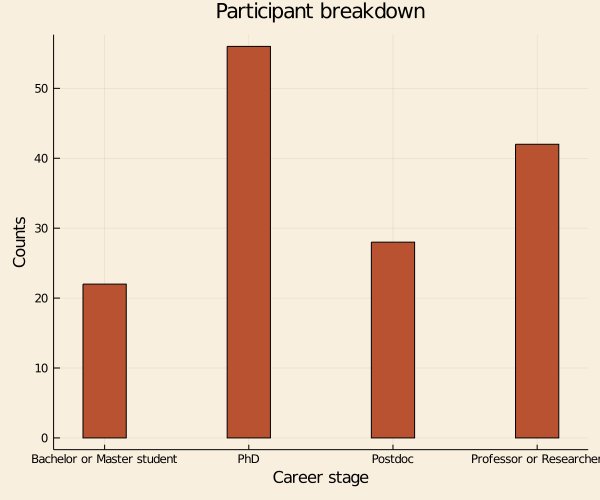 Participant breakdown
Counts
50
40
30
20
10
0
Bachelor or Master student PhD Postdoc Professor or Researcher
Career stage